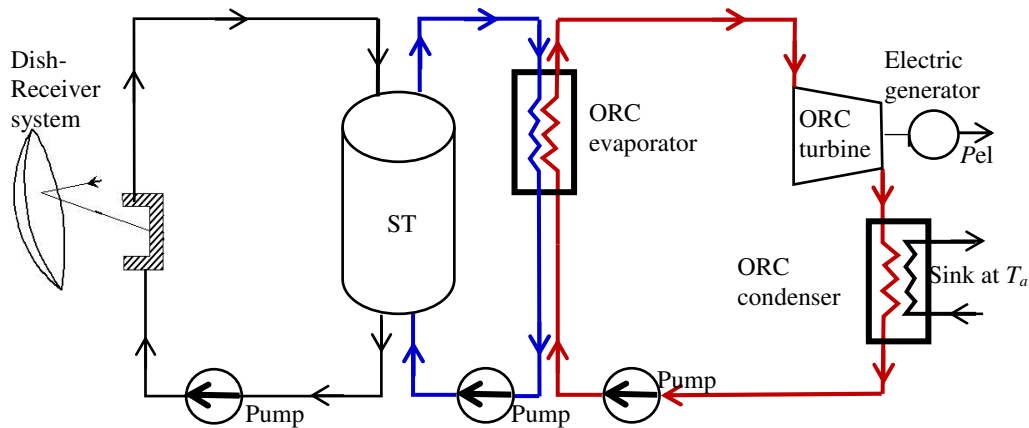 Dish-
Receiver
system
ST
ORC
evaporator
ORC
turbine
Electric
generator
Pel
ORC
condenser
Sink at Ta
Pump
Pump
Pump